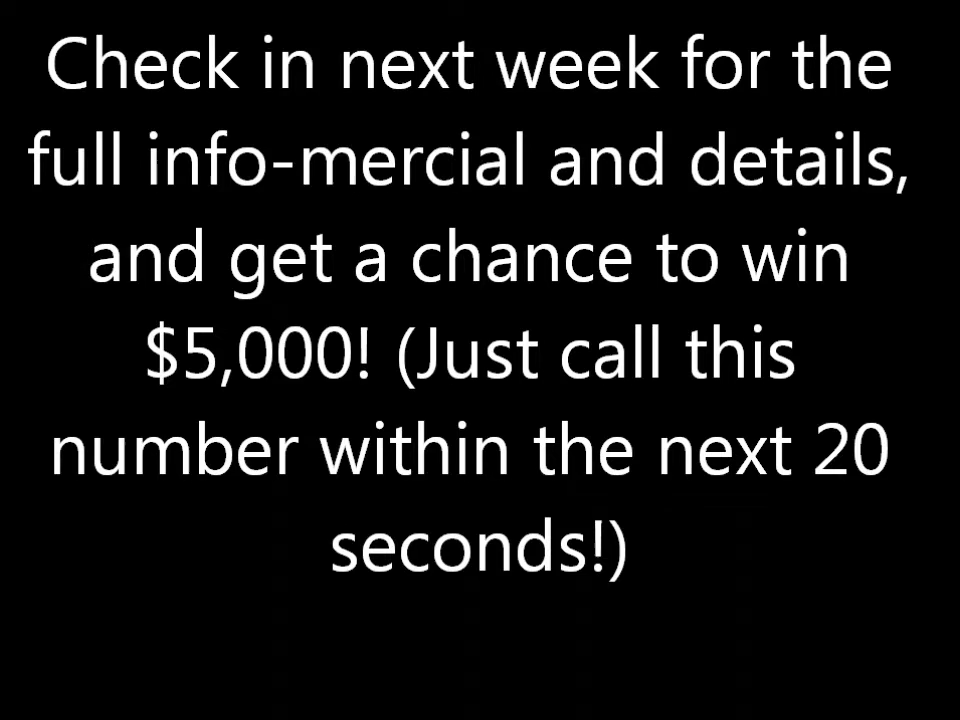 Check in next week for the
full info-mercial and details,
and get a chance to win
$5,000! (Just call this
number within the next 20
seconds!)